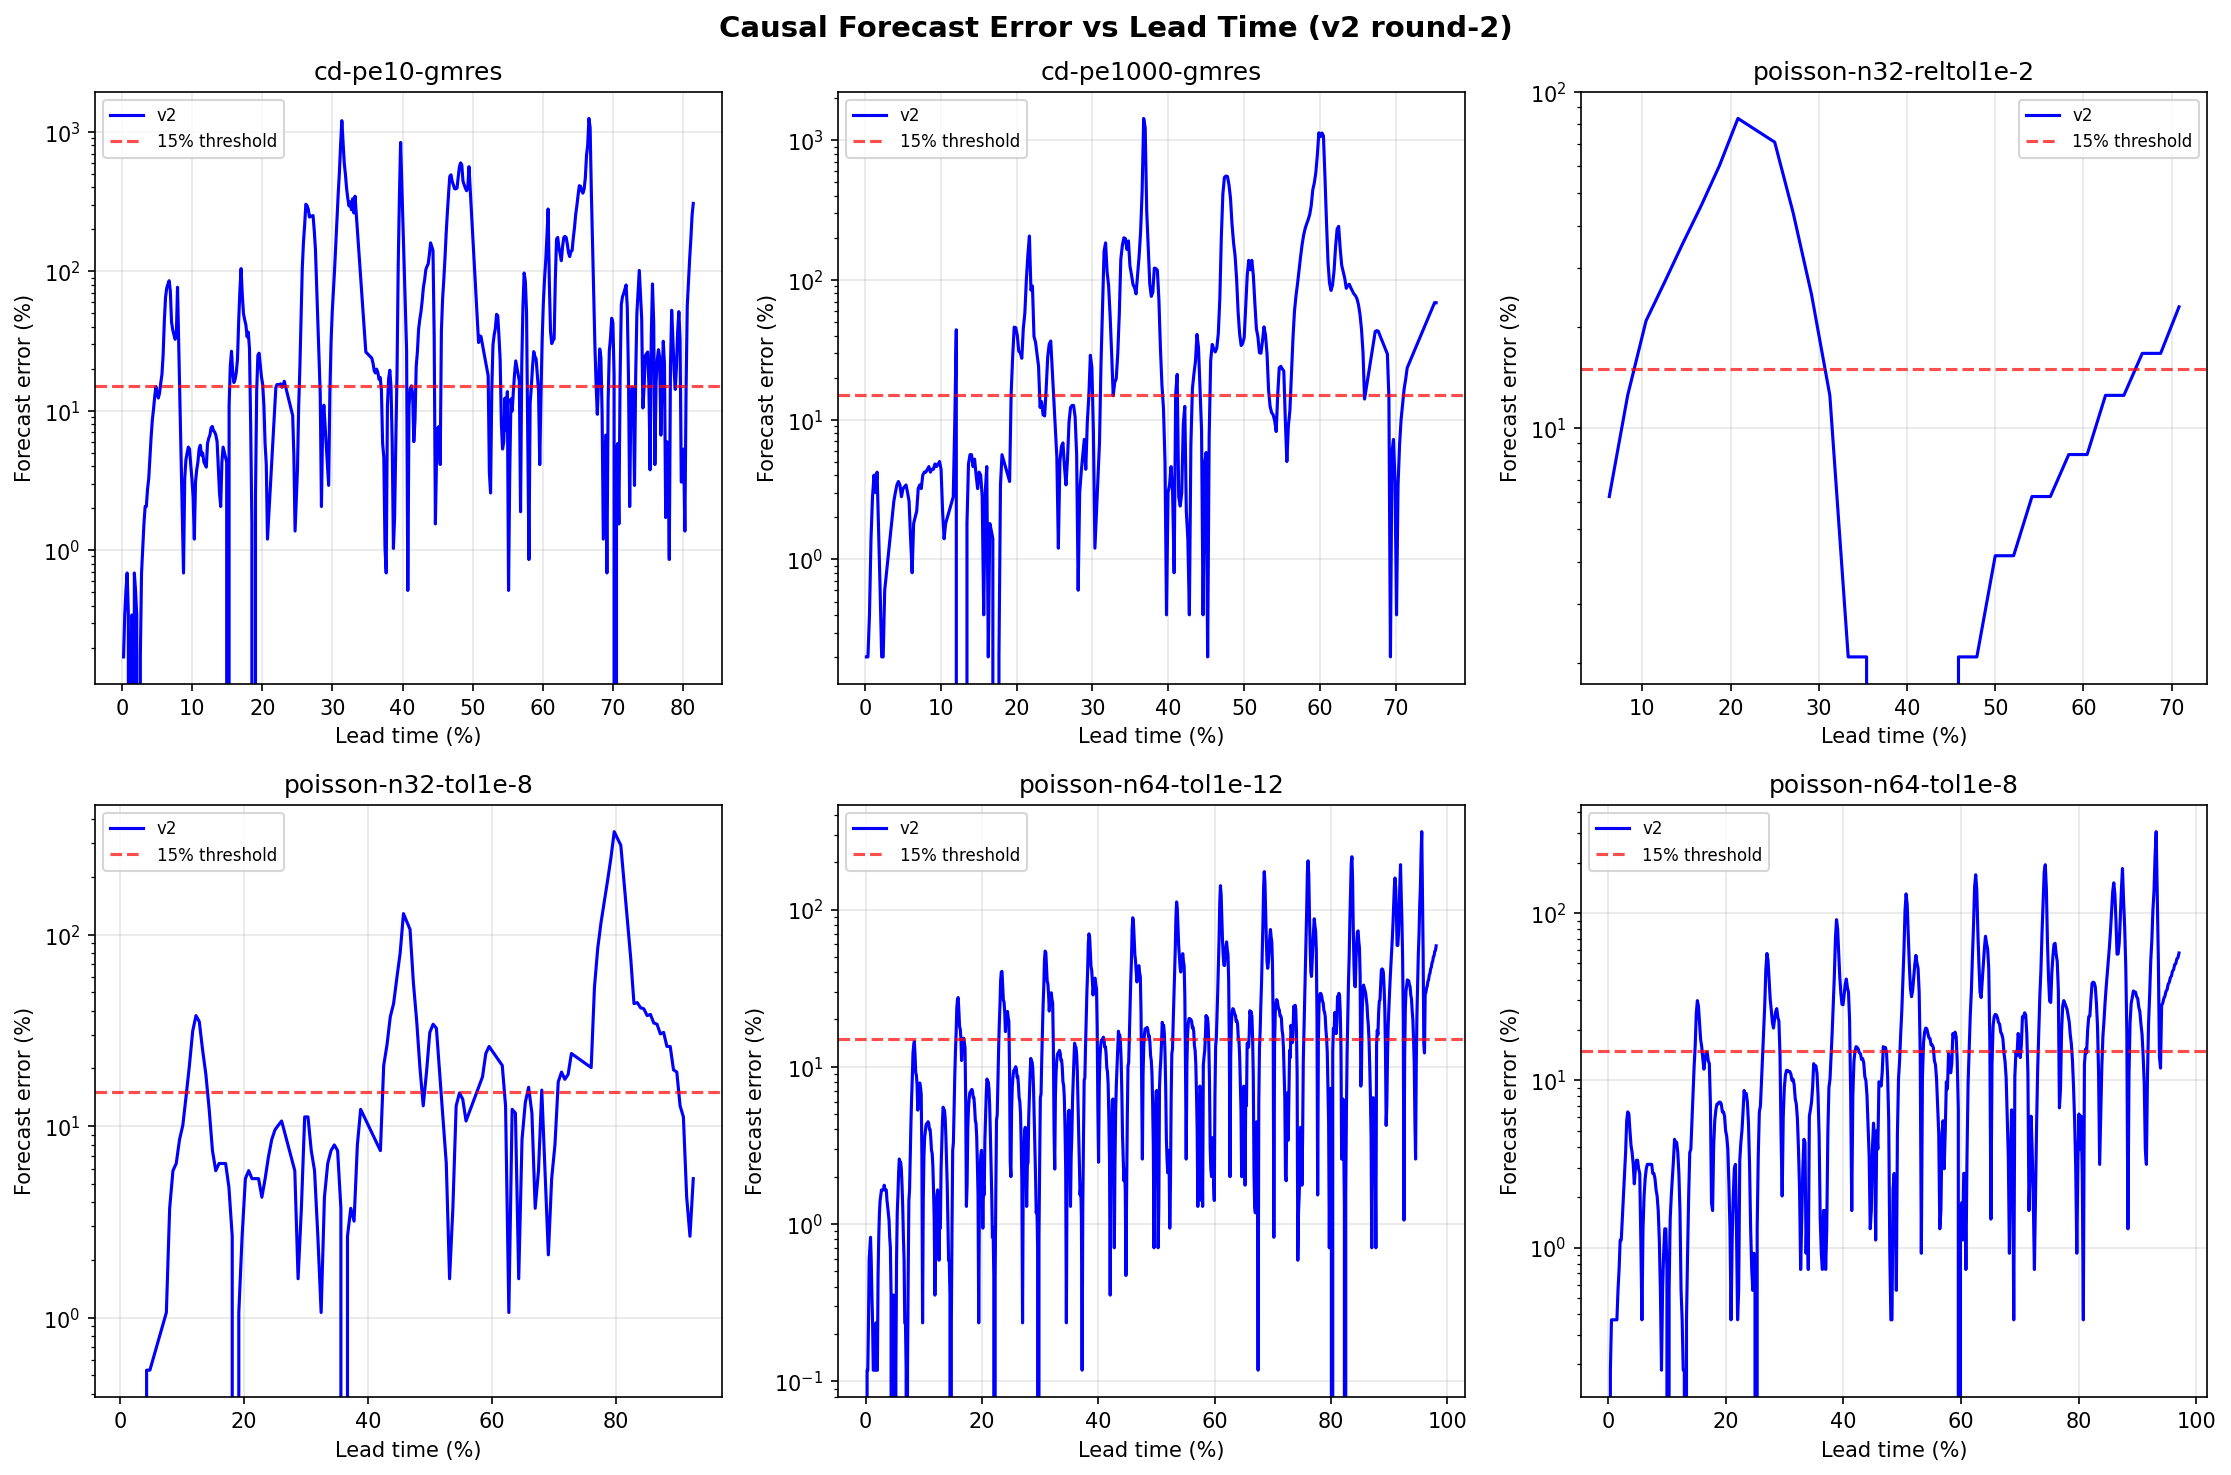 Causal Forecast Error vs Lead Time (v2 round-2)
cd-pe10-gmres
v2
15% threshold
Forecast error (%)
10³
10²
10¹
10⁰
0 10 20 30 40 50 60 70 80
Lead time (%)
cd-pe1000-gmres
v2
15% threshold
Forecast error (%)
10³
10²
10¹
10⁰
0 10 20 30 40 50 60 70
Lead time (%)
poisson-n32-reltol1e-2
v2
15% threshold
Forecast error (%)
10²
10¹
10 20 30 40 50 60 70
Lead time (%)
poisson-n32-tol1e-8
v2
15% threshold
Forecast error (%)
10²
10¹
10⁰
0 20 40 60 80
Lead time (%)
poisson-n64-tol1e-12
v2
15% threshold
Forecast error (%)
10²
10¹
10⁰
10⁻¹
0 20 40 60 80 100
Lead time (%)
poisson-n64-tol1e-8
v2
15% threshold
Forecast error (%)
10²
10¹
10⁰
0 20 40 60 80 100
Lead time (%)